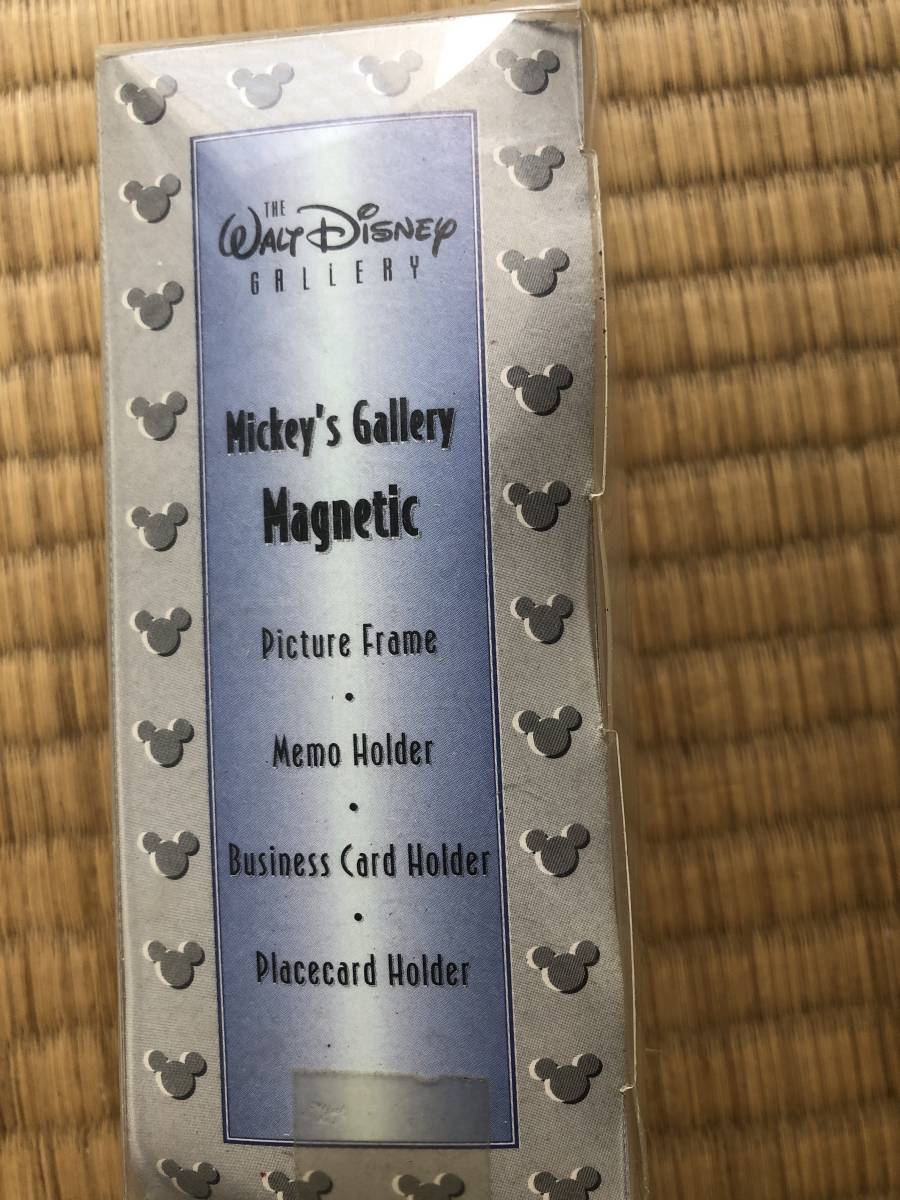 THE
WALT DISNEY
GALLERY
Mickey's Gallery
Magnetic
Picture Frame
•
Memo Holder
•
Business Card Holder
•
Placecard Holder